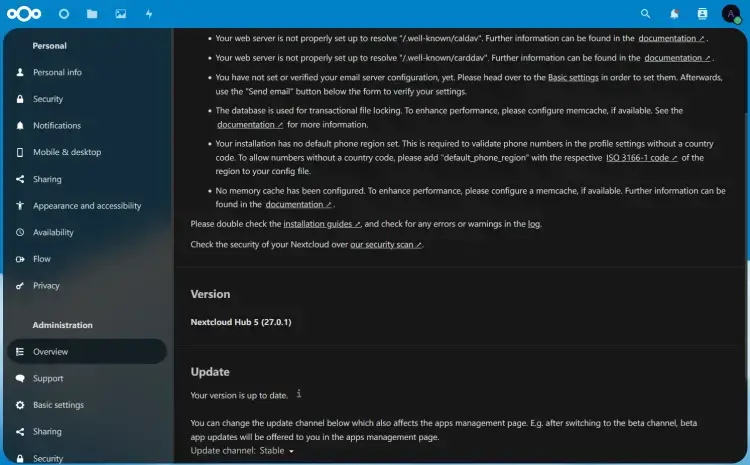 A
Personal
Personal info
Security
Notifications
Mobile & desktop
Sharing
Appearance and accessibility
Availability
Flow
Privacy
Administration
Overview
Support
Basic settings
Sharing
Security
• Your web server is not properly set up to resolve "/.well-known/caldav". Further information can be found in the documentation ↗.
• Your web server is not properly set up to resolve "/.well-known/carddav". Further information can be found in the documentation ↗.
• You have not set or verified your email server configuration, yet. Please head over to the Basic settings in order to set them. Afterwards,
use the "Send email" button below the form to verify your settings.
• The database is used for transactional file locking. To enhance performance, please configure memcache, if available. See the
documentation ↗ for more information.
• Your installation has no default phone region set. This is required to validate phone numbers in the profile settings without a country
code. To allow numbers without a country code, please add "default_phone_region" with the respective ISO 3166-1 code ↗ of the
region to your config file.
• No memory cache has been configured. To enhance performance, please configure a memcache, if available. Further information can be
found in the documentation ↗.
Please double check the installation guides ↗, and check for any errors or warnings in the log.
Check the security of your Nextcloud over our security scan ↗.
Version
Nextcloud Hub 5 (27.0.1)
Update
Your version is up to date.
You can change the update channel below which also affects the apps management page. E.g. after switching to the beta channel, beta
app updates will be offered to you in the apps management page.
Update channel: Stable